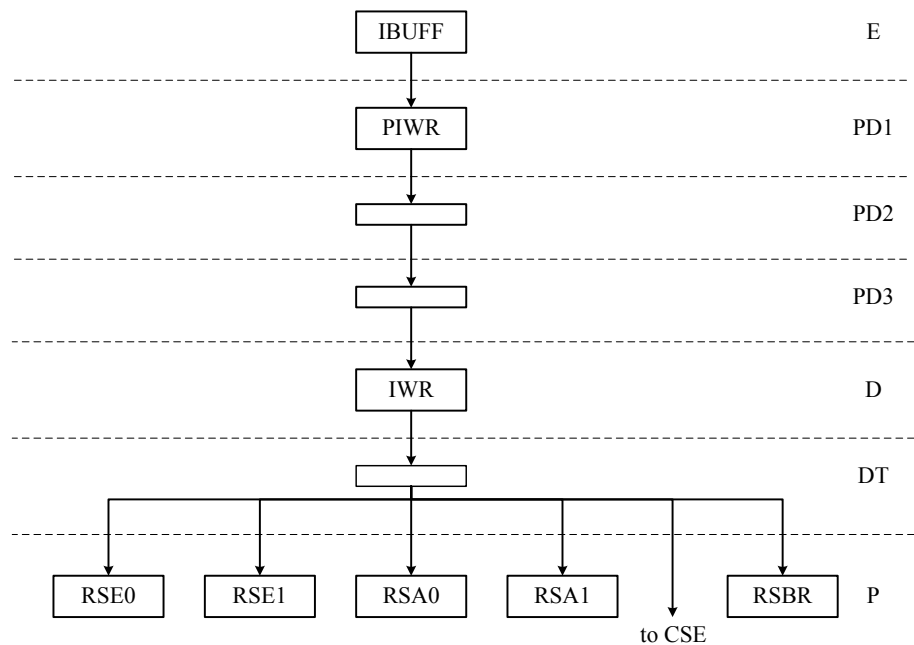 IBUFF E
PIWR PD1
PD2
PD3
IWR D
DT
RSE0 RSE1 RSA0 RSA1 RSBR P
to CSE